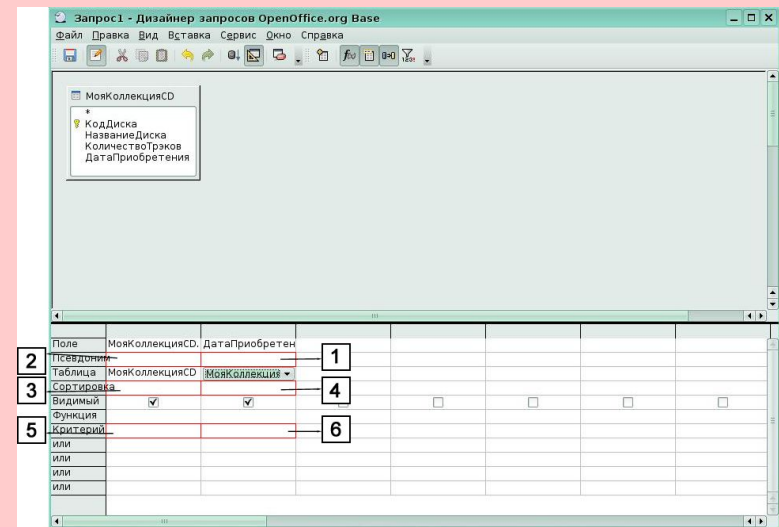 Запрос1 - Дизайнер запросов OpenOffice.org Base
Файл Правка Вид Вставка Сервис Окно Справка
МояКоллекцияCD
*
КодДиска
НазваниеДиска
КоличествоТрэков
ДатаПриобретения
Поле МояКоллекцияCD. ДатаПриобретен
2 Псевдоним 1
Таблица МояКоллекцияCD МояКоллекция
3 Сортировка 4
Видимый
Функция
5 Критерий 6
или
или
или
или